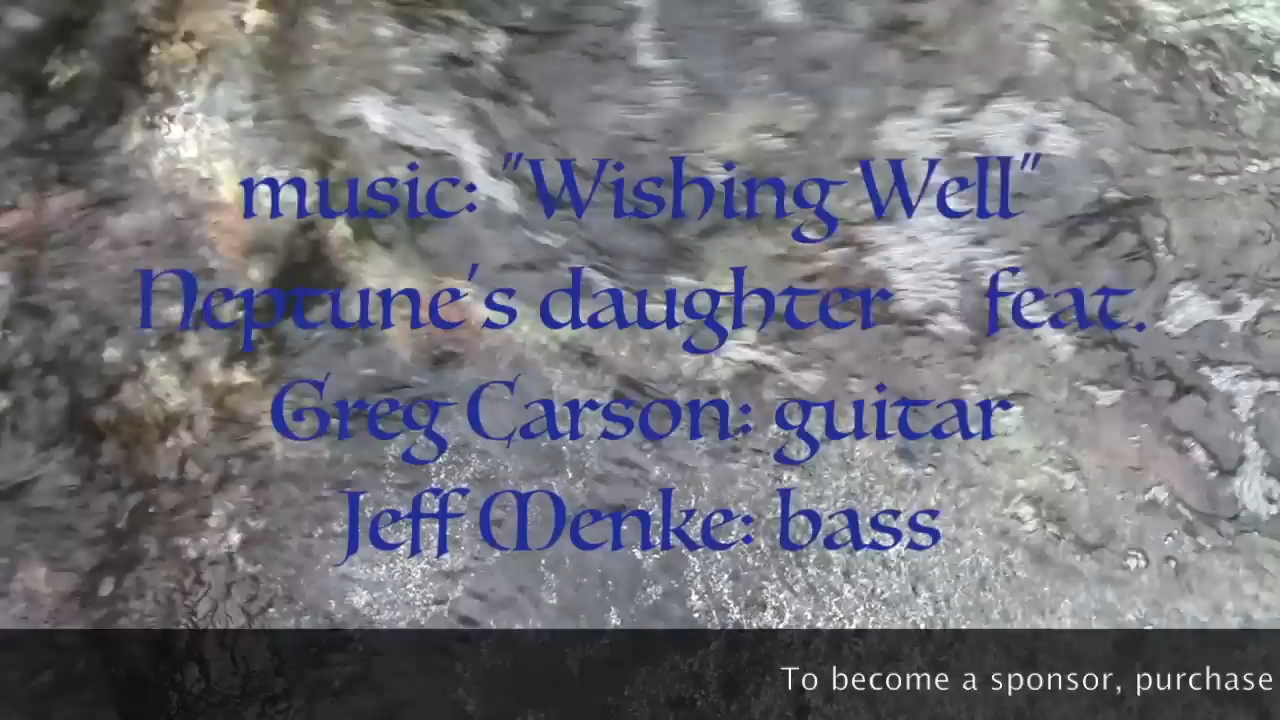 music: "Wishing Well"
Neptune's daughter feat.
Greg Carson: guitar
Jeff Menke: bass
To become a sponsor, purchase